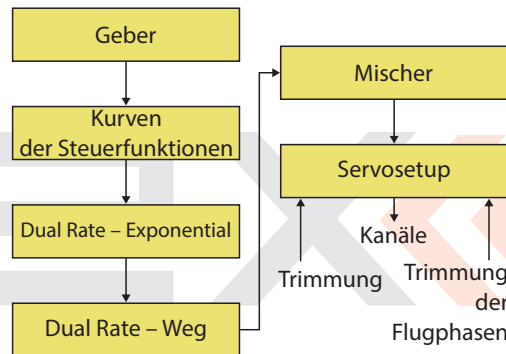 Geber
Kurven
der Steuerfunktionen
Dual Rate – Exponential
Dual Rate – Weg
Mischer
Servosetup
Kanäle
Trimmung
Trimmung
der
Flugphasen